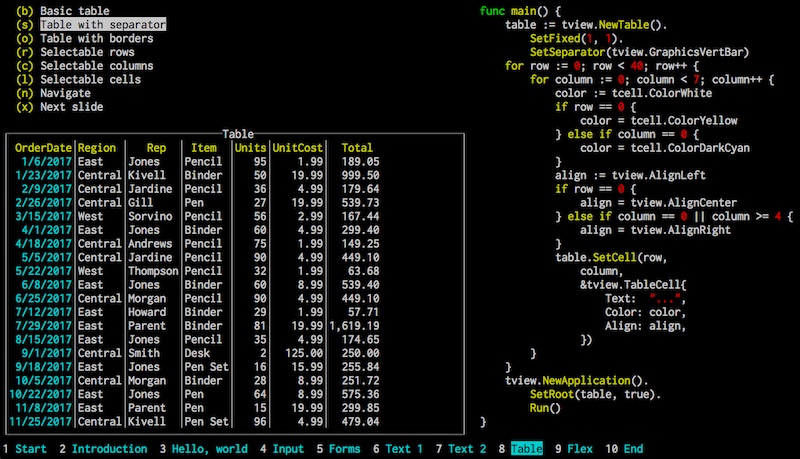 (b) Basic table
(s) Table with separator
(o) Table with borders
(r) Selectable rows
(c) Selectable columns
(l) Selectable cells
(n) Navigate
(x) Next slide
Table
OrderDate Region Rep Item Units UnitCost Total
1/6/2017 East Jones Pencil 95 1.99 189.05
1/23/2017 Central Kivell Binder 50 19.99 999.50
2/9/2017 Central Jardine Pencil 36 4.99 179.64
2/26/2017 Central Gill Pen 27 19.99 539.73
3/15/2017 West Sorvino Pencil 56 2.99 167.44
4/1/2017 East Jones Binder 60 4.99 299.40
4/18/2017 Central Andrews Pencil 75 1.99 149.25
5/5/2017 Central Jardine Pencil 90 4.99 449.10
5/22/2017 West Thompson Pencil 32 1.99 63.68
6/8/2017 East Jones Binder 60 8.99 539.40
6/25/2017 Central Morgan Pencil 90 4.99 449.10
7/12/2017 East Howard Binder 29 1.99 57.71
7/29/2017 East Parent Binder 81 19.99 1,619.19
8/15/2017 East Jones Pencil 35 4.99 174.65
9/1/2017 Central Smith Desk 2 125.00 250.00
9/18/2017 East Jones Pen Set 16 15.99 255.84
10/5/2017 Central Morgan Binder 28 8.99 251.72
10/22/2017 East Jones Pen 64 8.99 575.36
11/8/2017 East Parent Pen 15 19.99 299.85
11/25/2017 Central Kivell Pen Set 96 4.99 479.04
func main() {
table := tview.NewTable().
SetFixed(1, 1).
SetSeparator(tview.GraphicsVertBar)
for row := 0; row < 40; row++ {
for column := 0; column < 7; column++ {
color := tcell.ColorWhite
if row == 0 {
color = tcell.ColorYellow
} else if column == 0 {
color = tcell.ColorDarkCyan
}
align := tview.AlignLeft
if row == 0 {
align = tview.AlignCenter
} else if column == 0 || column >= 4 {
align = tview.AlignRight
}
table.SetCell(row,
column,
&tview.TableCell{
Text: "...",
Color: color,
Align: align,
})
}
}
tview.NewApplication().
SetRoot(table, true).
Run()
}
1 Start 2 Introduction 3 Hello, world 4 Input 5 Forms 6 Text 1 7 Text 2 8 Table 9 Flex 10 End